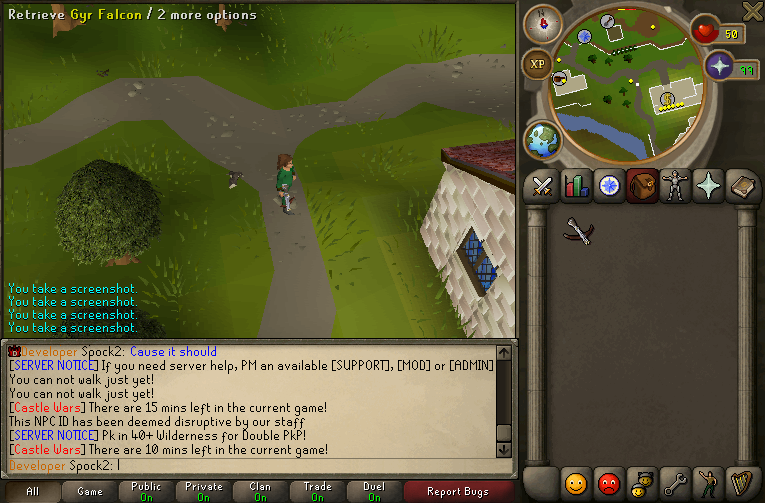 Retrieve Gyr Falcon / 2 more options
XP
50
99
You take a screenshot.
You take a screenshot.
You take a screenshot.
You take a screenshot.
Developer Spock2: Cause it should
[SERVER NOTICE] If you need server help, PM an available [SUPPORT], [MOD] or [ADMIN]
You can not walk just yet!
You can not walk just yet!
[Castle Wars] There are 15 mins left in the current game!
This NPC ID has been deemed disruptive by our staff
[SERVER NOTICE] Pk in 40+ Wilderness for Double PkP!
[Castle Wars] There are 10 mins left in the current game!
Developer Spock2: |
All Game Public On Private On Clan On Trade On Duel On Report Bugs